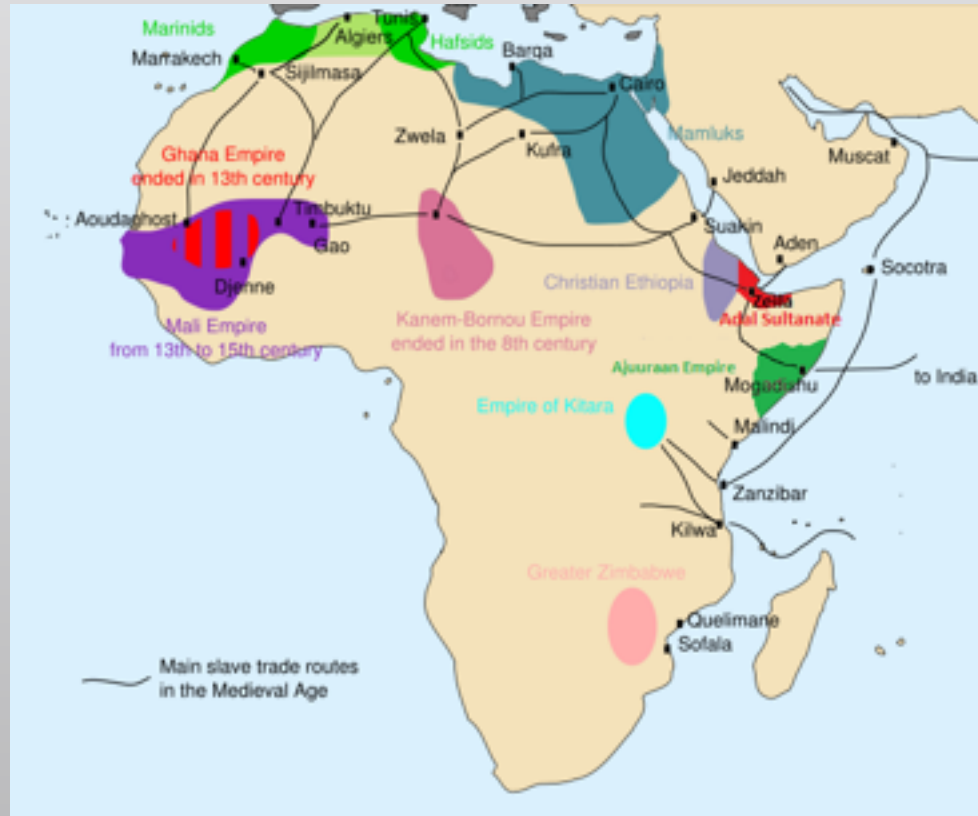 Tunis
Marinids
Algiers
Hafsids
Barqa
Marrakech
Sijilmasa
Cairo
Zwela
Kufra
Mamluks
Muscat
Ghana Empire
ended in 13th century
Jeddah
Timbuktu
Aoudaghost
Suakin
Gao
Aden
Socotra
Djenne
Christian Ethiopia
Zeila
Adal Sultanate
Mali Empire
from 13th to 15th century
Kanem-Bornou Empire
ended in the 8th century
Ajuuraan Empire
Mogadishu
to India
Empire of Kitara
Malindi
Zanzibar
Kilwa
Greater Zimbabwe
Quelimane
Sofala
Main slave trade routes
in the Medieval Age